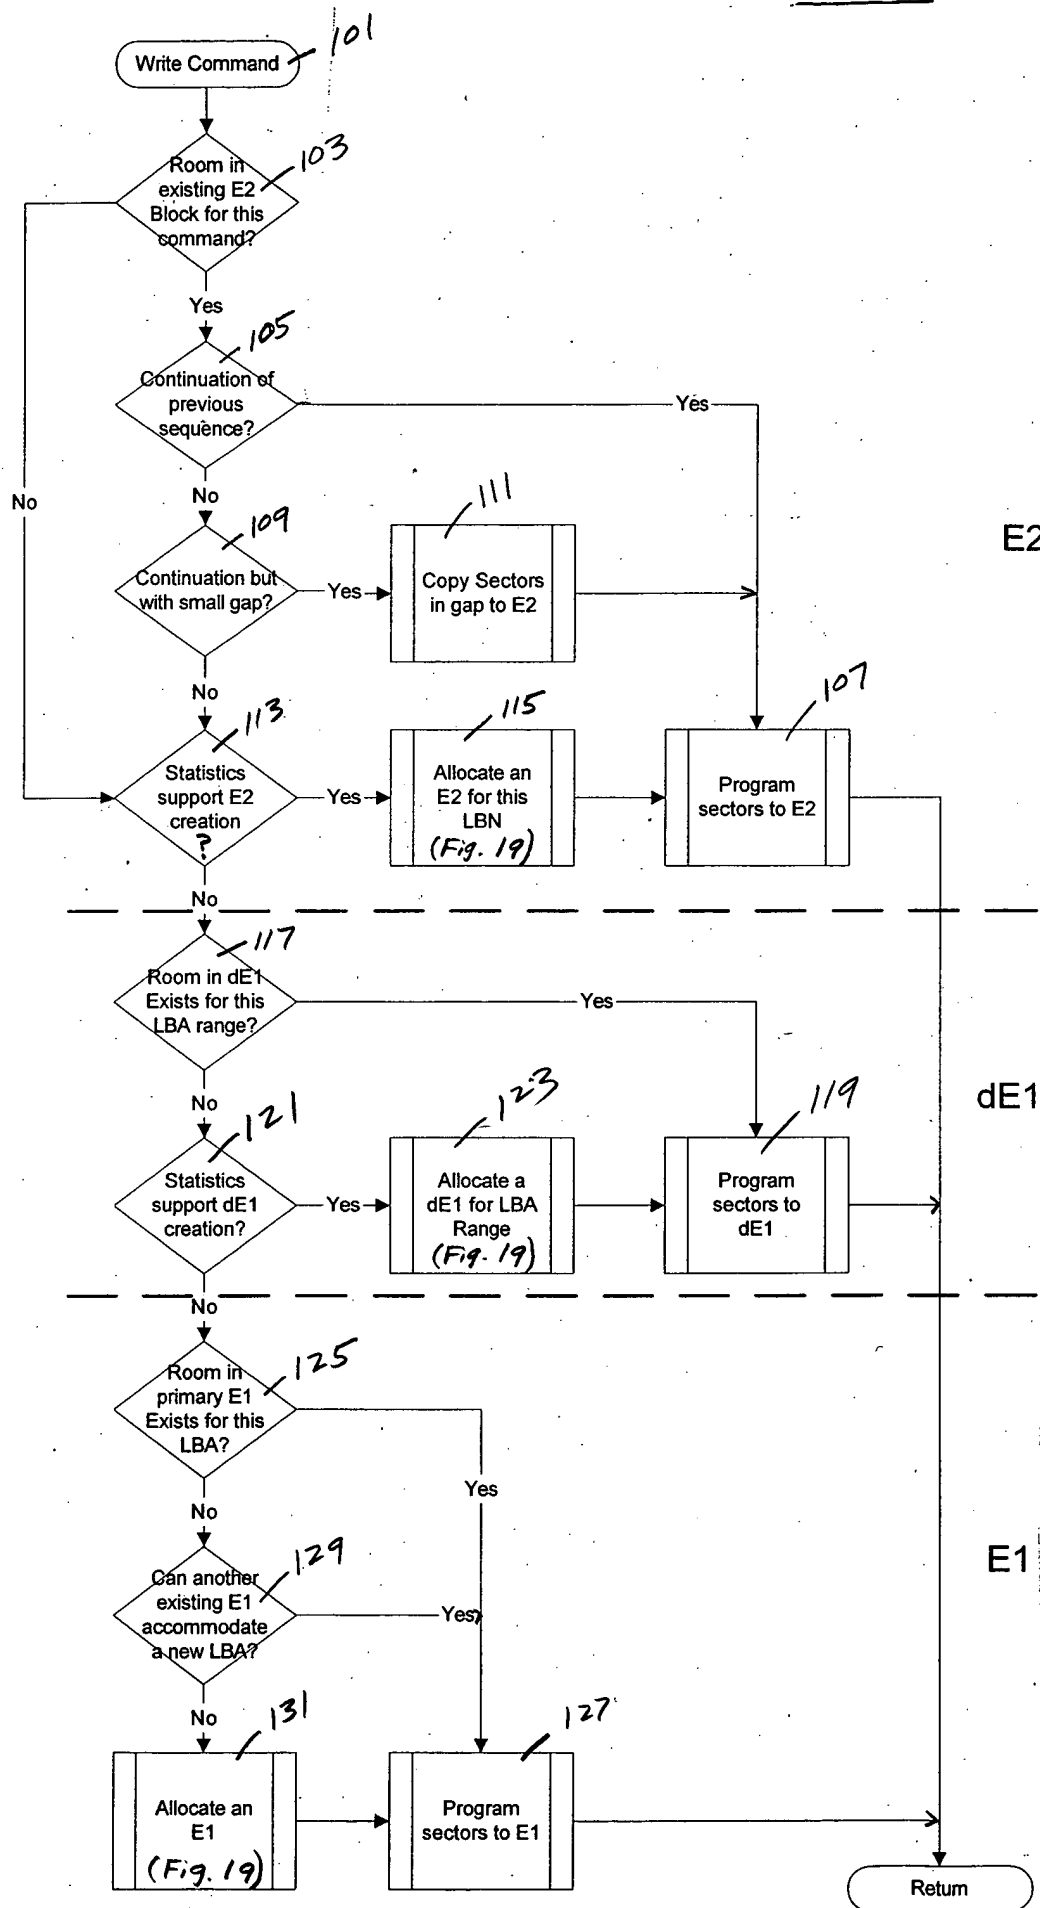 101
Write Command
103
Room in
existing E2
Block for this
command?
Yes
105
Continuation of
previous
sequence?
Yes
No
No
109
111
Continuation but
with small gap?
Yes
Copy Sectors
in gap to E2
E2
No
113
115
107
Statistics
support E2
creation
?
Yes
Allocate an
E2 for this
LBN
(Fig. 19)
Program
sectors to E2
No
117
Room in dE1
Exists for this
LBA range?
Yes
dE1
No
121
123
119
Statistics
support dE1
creation?
Yes
Allocate a
dE1 for LBA
Range
(Fig. 19)
Program
sectors to
dE1
No
125
Room in
primary E1
Exists for this
LBA?
Yes
No
E1
129
Can another
existing E1
accommodate
a new LBA?
Yes
No
131
127
Allocate an
E1
(Fig. 19)
Program
sectors to E1
Return